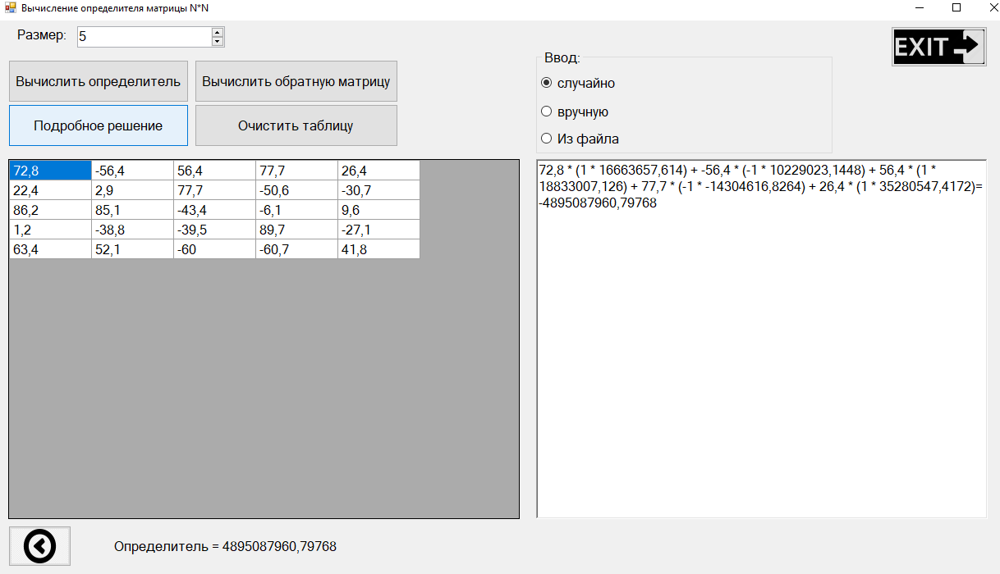 Вычисление определителя матрицы N*N
Размер: 5
EXIT
Вычислить определитель Вычислить обратную матрицу
Подробное решение Очистить таблицу
Ввод:
случайно
вручную
Из файла
72,8 -56,4 56,4 77,7 26,4
22,4 2,9 77,7 -50,6 -30,7
86,2 85,1 -43,4 -6,1 9,6
1,2 -38,8 -39,5 89,7 -27,1
63,4 52,1 -60 -60,7 41,8
72,8 * (1 * 16663657,614) + -56,4 * (-1 * 10229023,1448) + 56,4 * (1 *
18833007,126) + 77,7 * (-1 * -14304616,8264) + 26,4 * (1 * 35280547,4172)=
-4895087960,79768
Определитель = 4895087960,79768